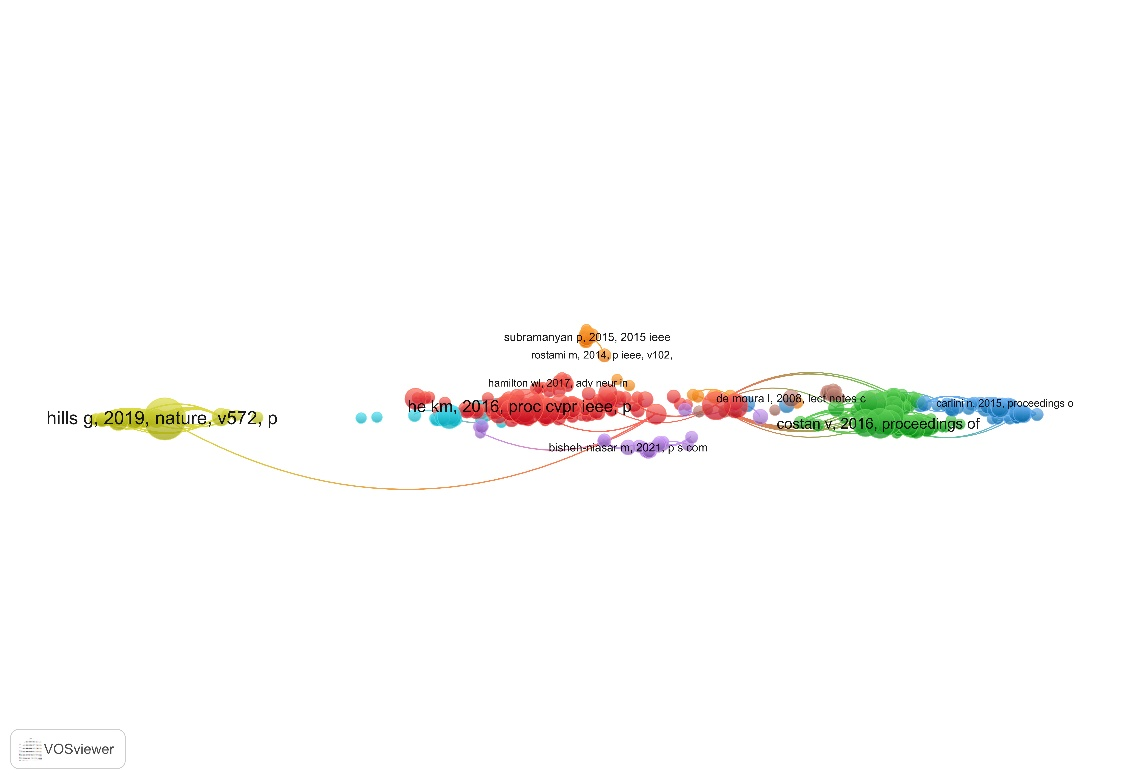 subramanyan p, 2015, 2015 ieee
rostami m, 2014, p ieee, v102,
hamilton wl, 2017, adv neur in
de moura l, 2008, lect notes c
carlini n, 2015, proceedings o
he km, 2016, proc cvpr ieee, p
hills g, 2019, nature, v572, p
costan v, 2016, proceedings of
bisheh-niasar m, 2021, p s com
VOSviewer